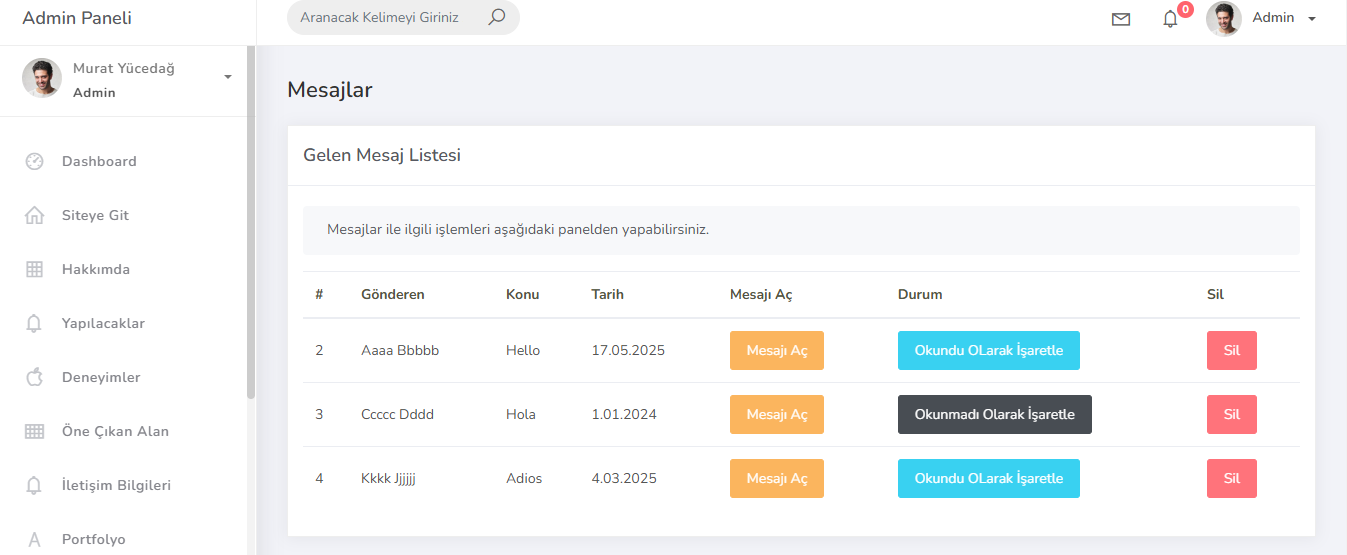 Admin Paneli
Aranacak Kelimeyi Giriniz
0
Admin
Murat Yücedağ
Admin
Dashboard
Siteye Git
Hakkımda
Yapılacaklar
Deneyimler
Öne Çıkan Alan
İletişim Bilgileri
Portfolyo
Mesajlar
Gelen Mesaj Listesi
Mesajlar ile ilgili işlemleri aşağıdaki panelden yapabilirsiniz.
# Gönderen Konu Tarih Mesajı Aç Durum Sil
2 Aaaa Bbbbb Hello 17.05.2025 Mesajı Aç Okundu OLarak İşaretle Sil
3 Ccccc Dddd Hola 1.01.2024 Mesajı Aç Okunmadı Olarak İşaretle Sil
4 Kkkk Jjjjjj Adios 4.03.2025 Mesajı Aç Okundu OLarak İşaretle Sil